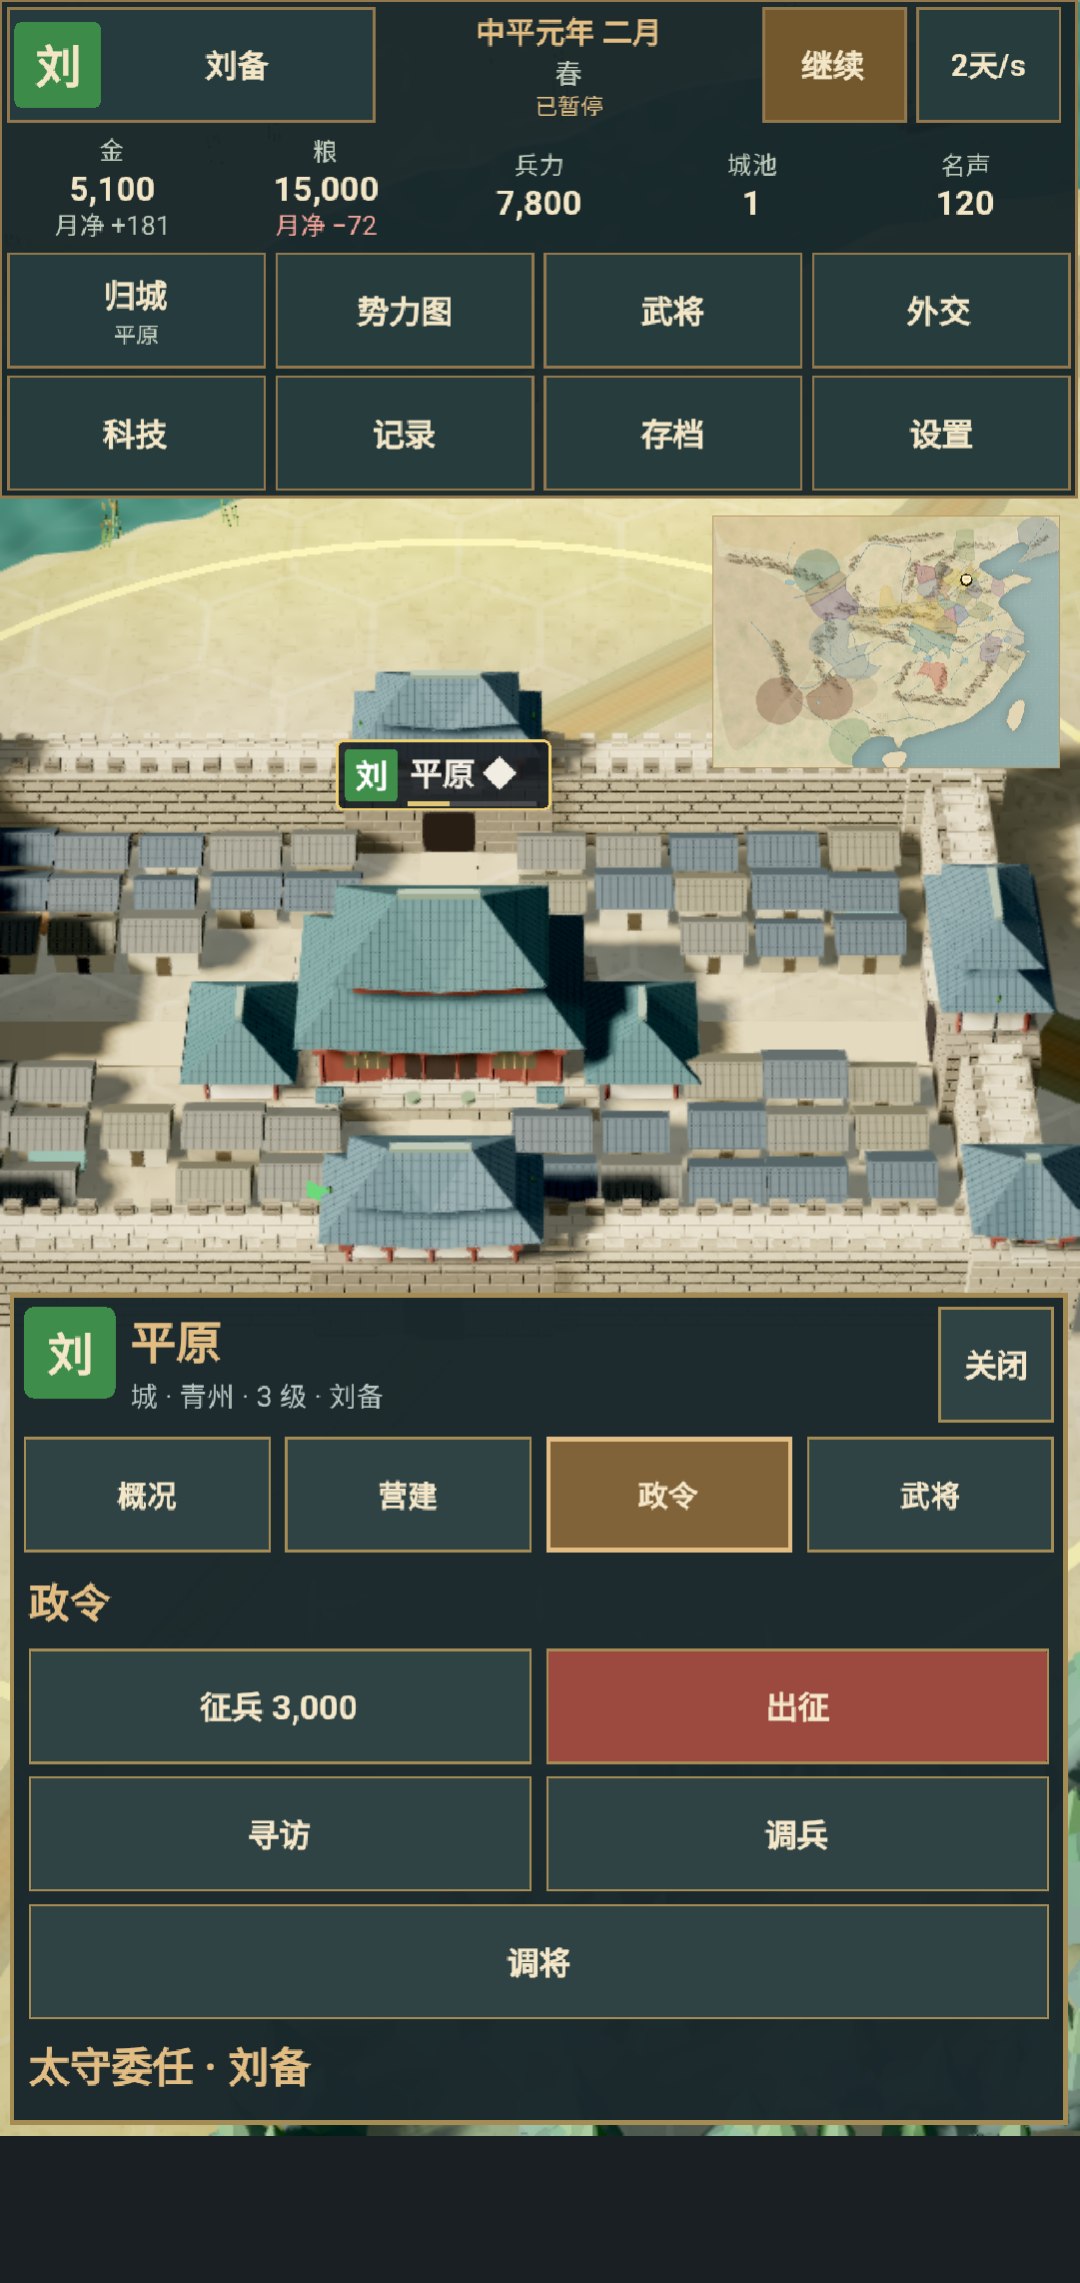 刘 刘备
中平元年 二月
春
已暂停
继续
2天/s
金
5,100
月净 +181
粮
15,000
月净 −72
兵力
7,800
城池
1
名声
120
归城
平原
势力图
武将
外交
科技
记录
存档
设置
刘 平原
刘
平原
城 · 青州 · 3 级 · 刘备
关闭
概况
营建
政令
武将
政令
征兵 3,000
出征
寻访
调兵
调将
太守委任 · 刘备